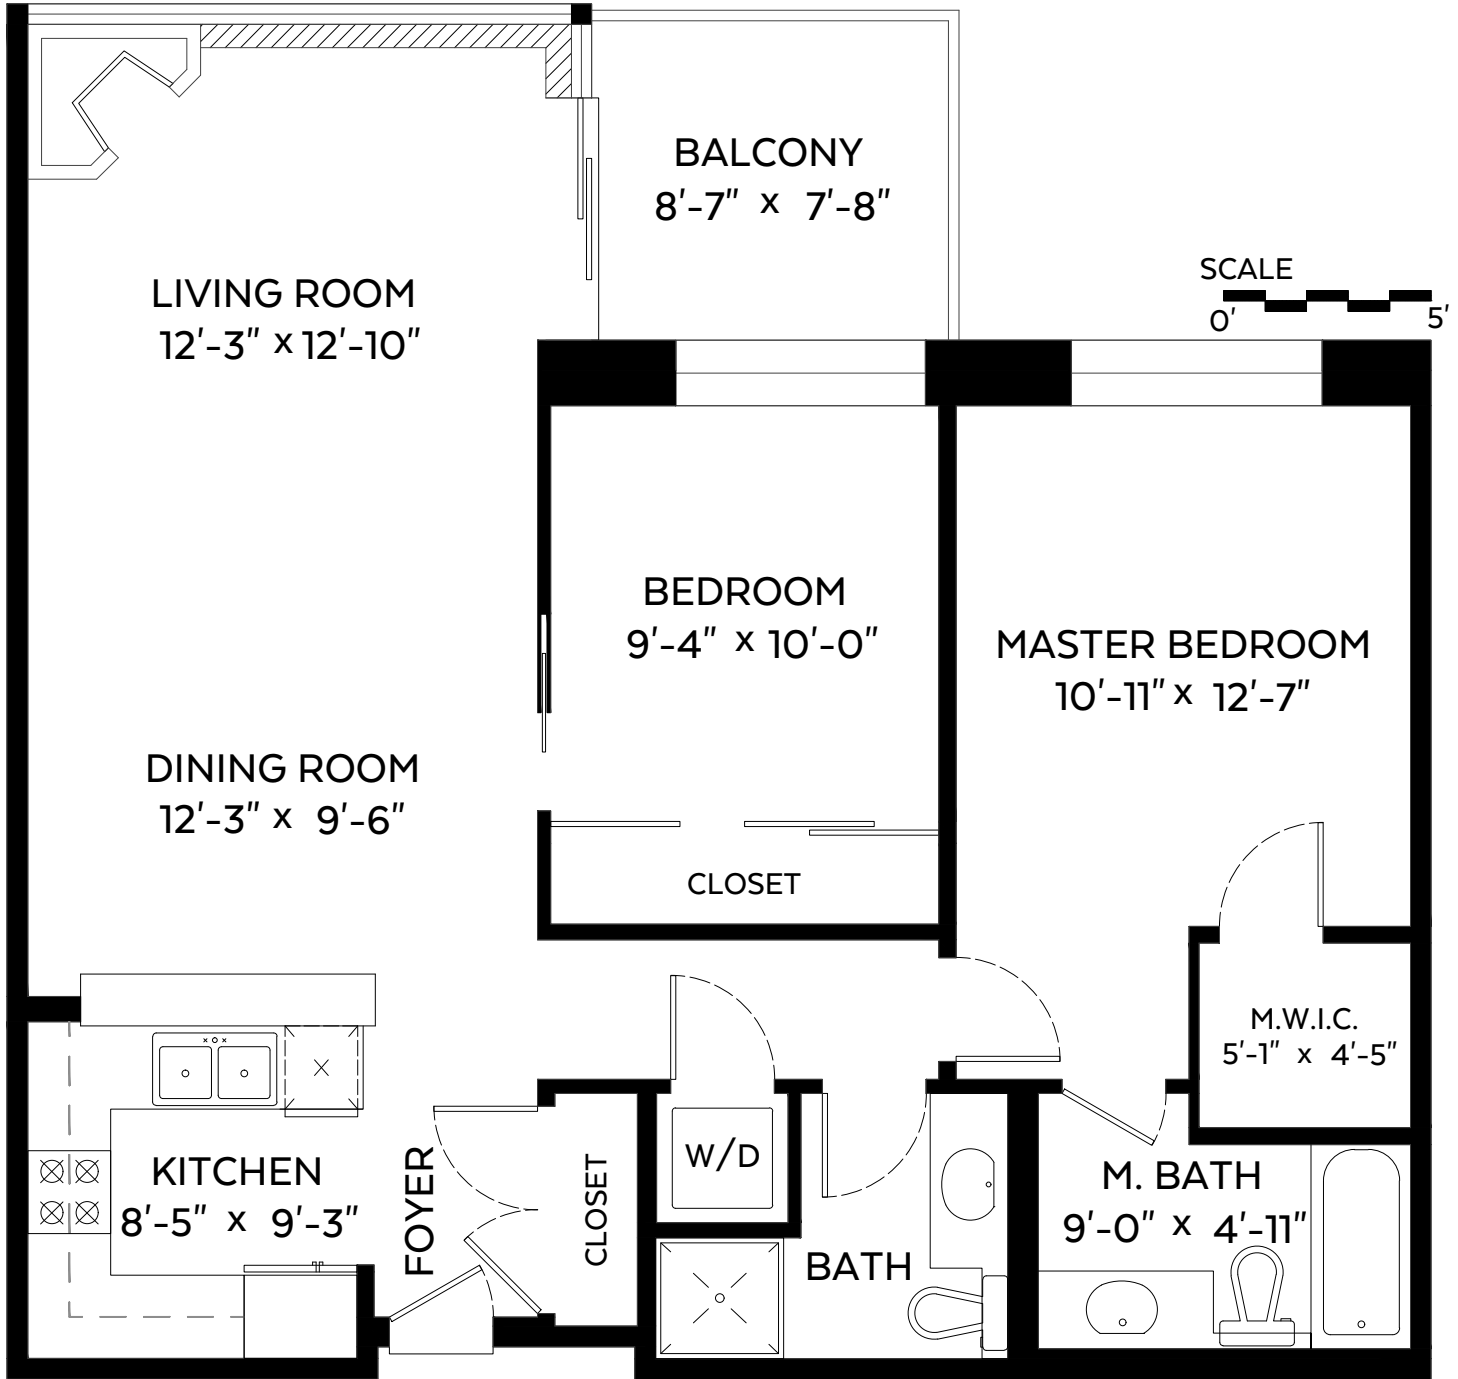 BALCONY
8'-7" x 7'-8"
SCALE
0' 5'
LIVING ROOM
12'-3" x 12'-10"
BEDROOM
9'-4" x 10'-0"
MASTER BEDROOM
10'-11" x 12'-7"
DINING ROOM
12'-3" x 9'-6"
CLOSET
M.W.I.C.
5'-1" x 4'-5"
KITCHEN
8'-5" x 9'-3"
FOYER
CLOSET
W/D
BATH
M. BATH
9'-0" x 4'-11"